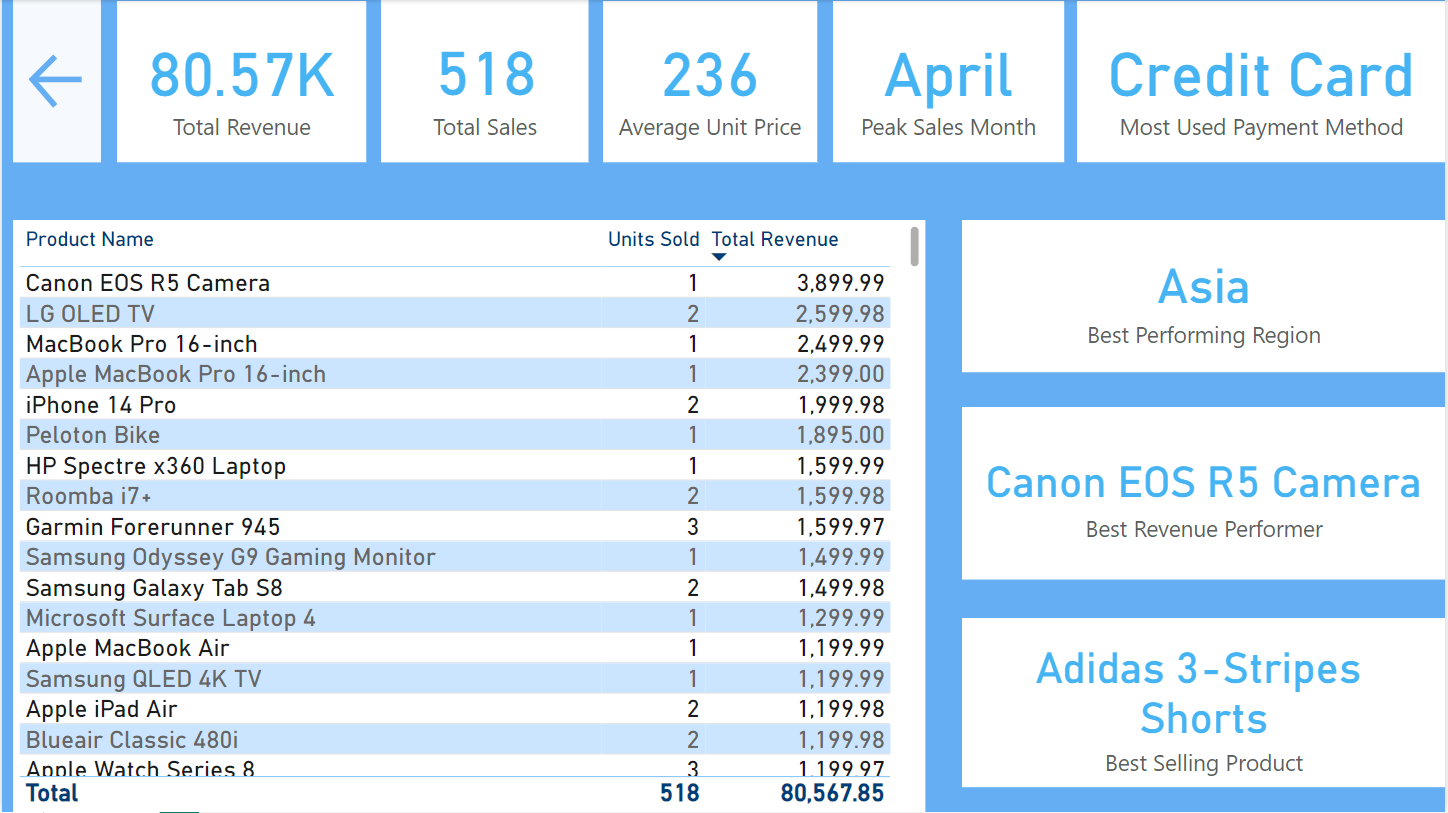 80.57K
Total Revenue
518
Total Sales
236
Average Unit Price
April
Peak Sales Month
Credit Card
Most Used Payment Method
Product Name Units Sold Total Revenue
Canon EOS R5 Camera 1 3,899.99
LG OLED TV 2 2,599.98
MacBook Pro 16-inch 1 2,499.99
Apple MacBook Pro 16-inch 1 2,399.00
iPhone 14 Pro 2 1,999.98
Peloton Bike 1 1,895.00
HP Spectre x360 Laptop 1 1,599.99
Roomba i7+ 2 1,599.98
Garmin Forerunner 945 3 1,599.97
Samsung Odyssey G9 Gaming Monitor 1 1,499.99
Samsung Galaxy Tab S8 2 1,499.98
Microsoft Surface Laptop 4 1 1,299.99
Apple MacBook Air 1 1,199.99
Samsung QLED 4K TV 1 1,199.99
Apple iPad Air 2 1,199.98
Blueair Classic 480i 2 1,199.98
Apple Watch Series 8 3 1,199.97
Total 518 80,567.85
Asia
Best Performing Region
Canon EOS R5 Camera
Best Revenue Performer
Adidas 3-Stripes
Shorts
Best Selling Product